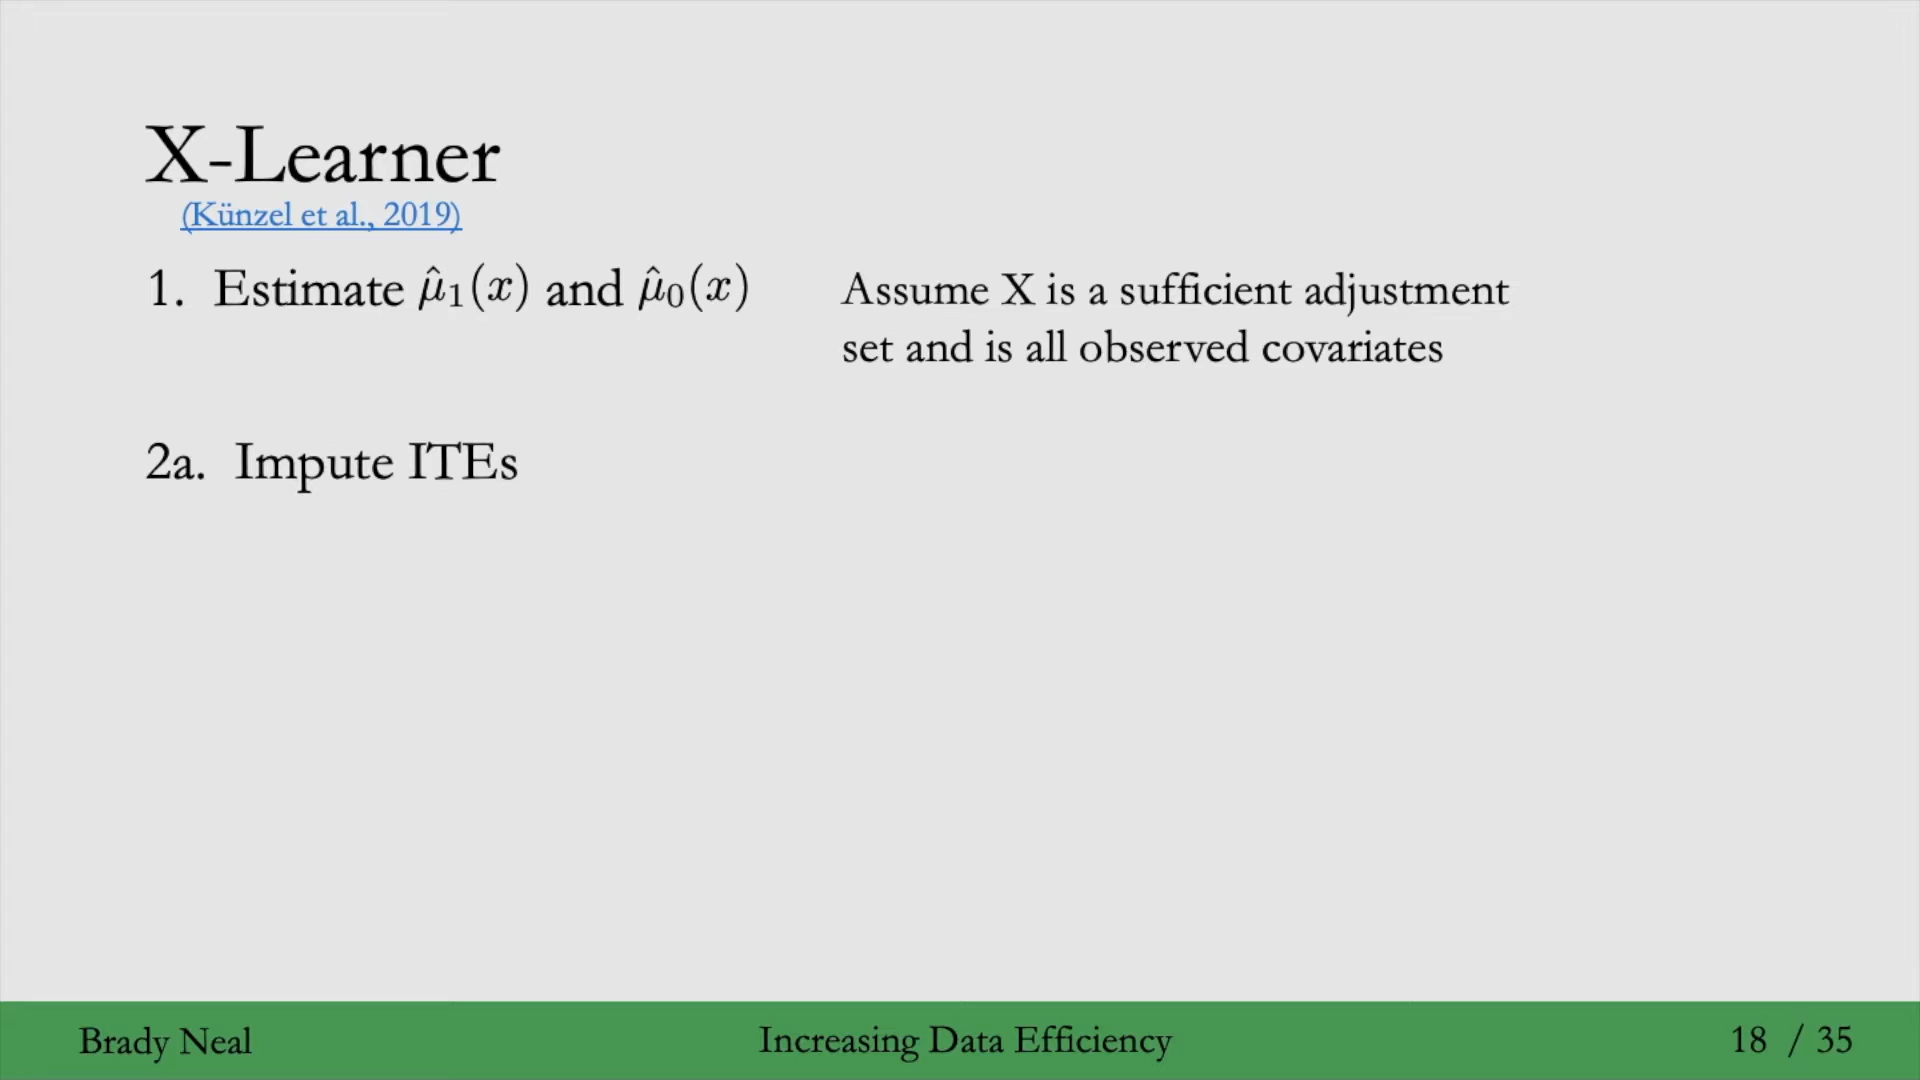 X-Learner
(Künzel et al., 2019)
1. Estimate μ̂₁(x) and μ̂₀(x)
Assume X is a sufficient adjustment
set and is all observed covariates
2a. Impute ITEs
Brady Neal
Increasing Data Efficiency
18 / 35